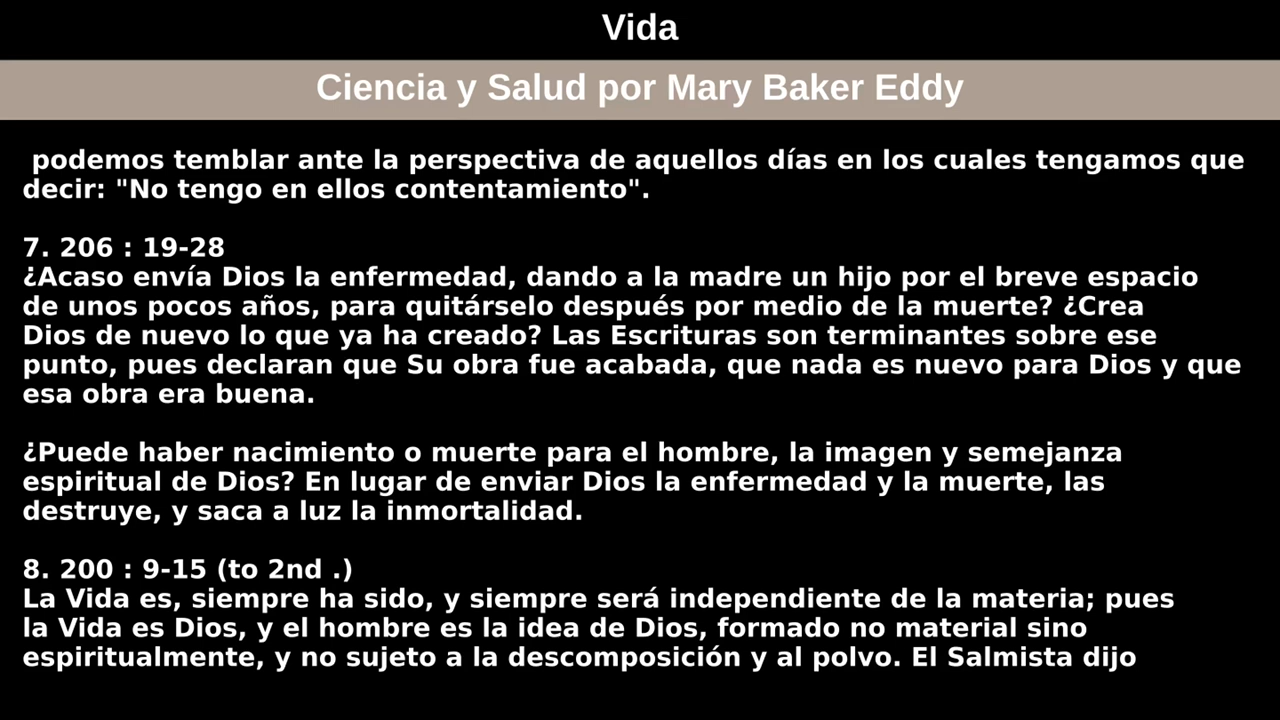 Vida
Ciencia y Salud por Mary Baker Eddy
podemos temblar ante la perspectiva de aquellos días en los cuales tengamos que
decir: "No tengo en ellos contentamiento".
7. 206 : 19-28
¿Acaso envía Dios la enfermedad, dando a la madre un hijo por el breve espacio
de unos pocos años, para quitárselo después por medio de la muerte? ¿Crea
Dios de nuevo lo que ya ha creado? Las Escrituras son terminantes sobre ese
punto, pues declaran que Su obra fue acabada, que nada es nuevo para Dios y que
esa obra era buena.
¿Puede haber nacimiento o muerte para el hombre, la imagen y semejanza
espiritual de Dios? En lugar de enviar Dios la enfermedad y la muerte, las
destruye, y saca a luz la inmortalidad.
8. 200 : 9-15 (to 2nd .)
La Vida es, siempre ha sido, y siempre será independiente de la materia; pues
la Vida es Dios, y el hombre es la idea de Dios, formado no material sino
espiritualmente, y no sujeto a la descomposición y al polvo. El Salmista dijo